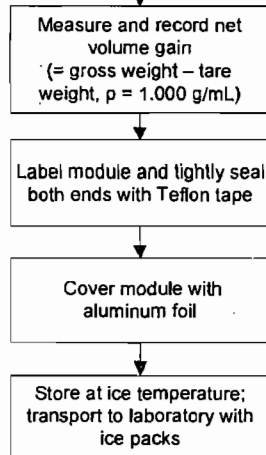 Measure and record net
volume gain
(= gross weight – tare
weight, ρ = 1.000 g/mL)
Label module and tightly seal
both ends with Teflon tape
Cover module with
aluminum foil
Store at ice temperature;
transport to laboratory with
ice packs